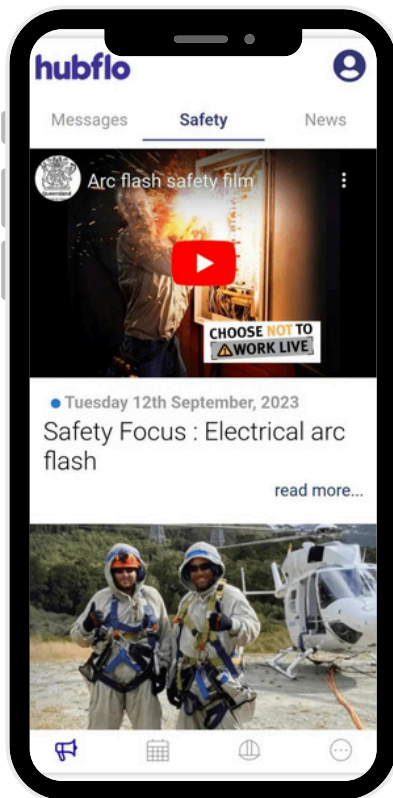 hubflo
Messages Safety News
Queensland
Arc flash safety film
CHOOSE NOT TO
WORK LIVE
Tuesday 12th September, 2023
Safety Focus : Electrical arc
flash
read more...